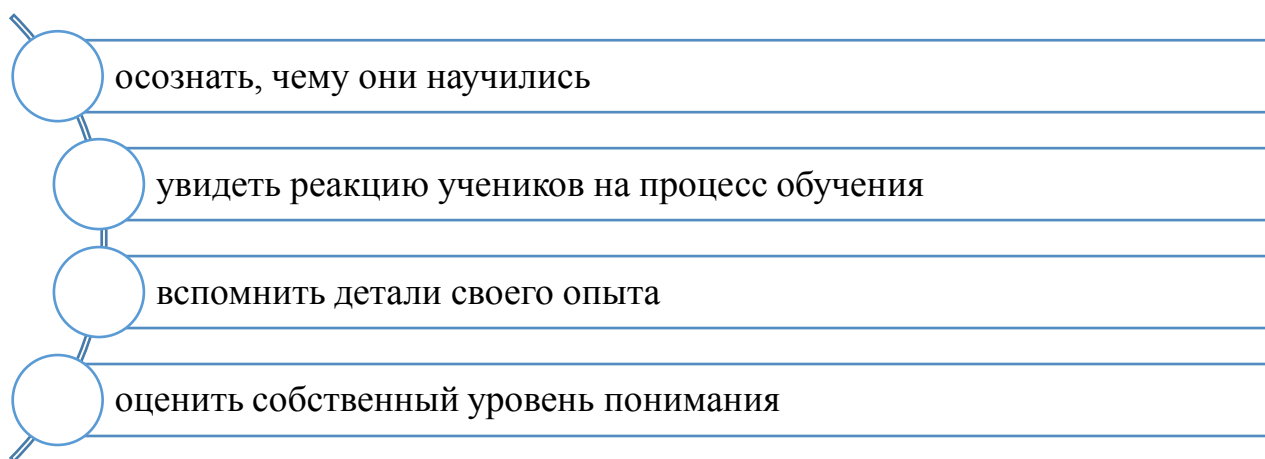 осознать, чему они научились
увидеть реакцию учеников на процесс обучения
вспомнить детали своего опыта
оценить собственный уровень понимания